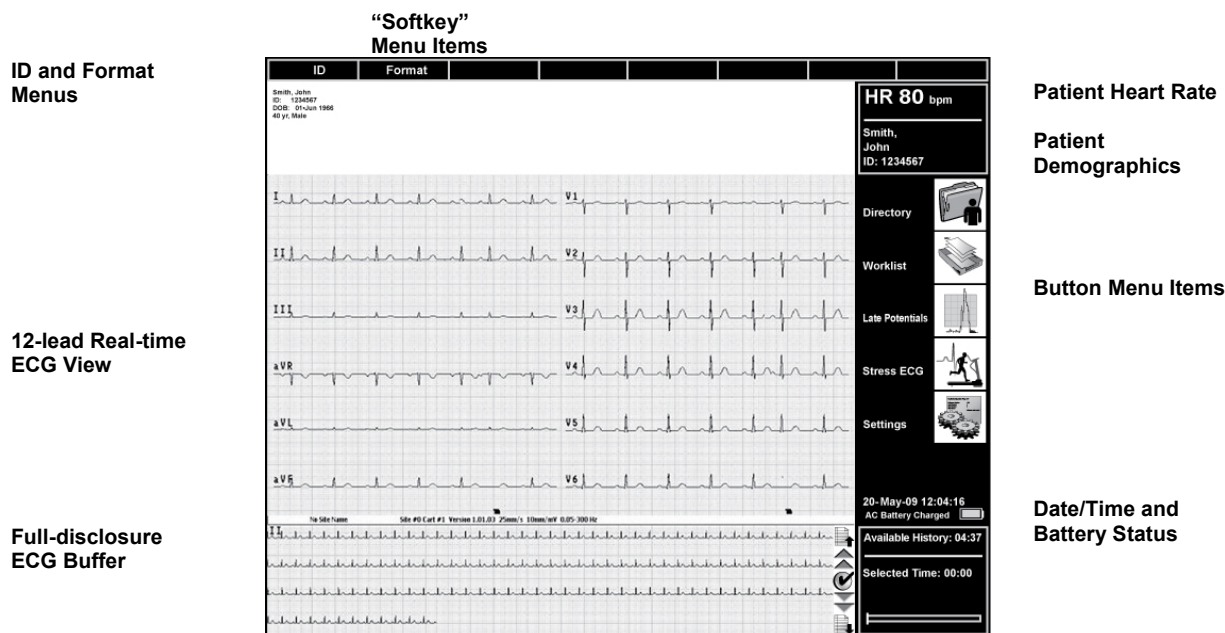 “Softkey”
Menu Items
ID and Format
Menus
ID Format
Smith, John
ID: 1234567
DOB: 01-Jun 1966
40 yr, Male
HR 80 bpm
Smith,
John
ID: 1234567
Patient Heart Rate
Patient
Demographics
Directory
Worklist
Late Potentials
Stress ECG
Settings
Button Menu Items
12-lead Real-time
ECG View
I V1
II V2
III V3
aVR V4
aVL V5
aVF V6
20-May-09 12:04:16
AC Battery Charged
Date/Time and
Battery Status
No Site Name Site #0 Cart #1 Version 1.01.03 25mm/s 10mm/mV 0.05-300 Hz
Full-disclosure
ECG Buffer
II
Available History: 04:37
Selected Time: 00:00